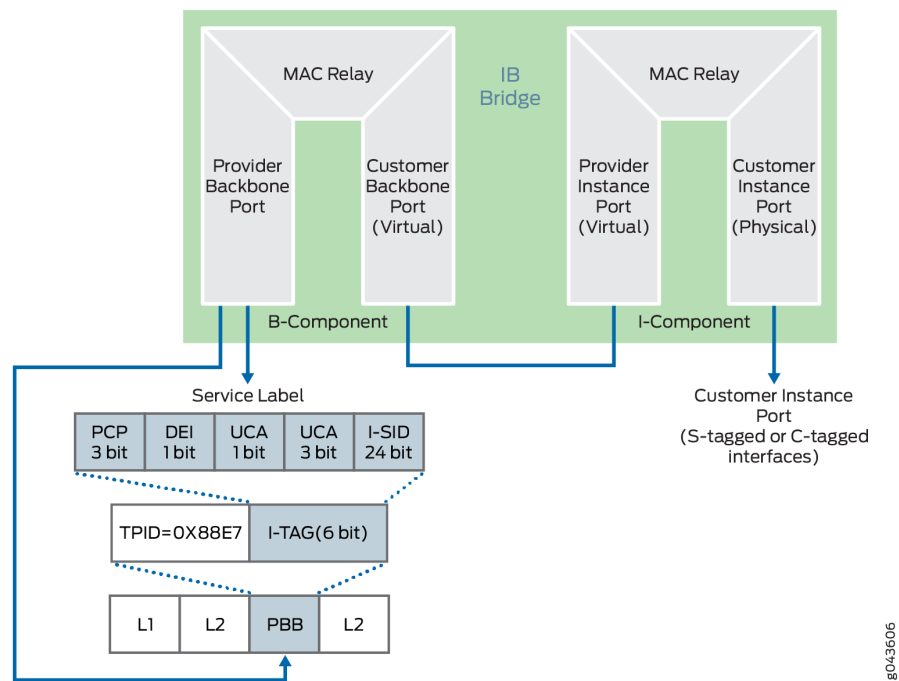 MAC Relay
IB
Bridge
MAC Relay
Provider
Backbone
Port
Customer
Backbone
Port
(Virtual)
Provider
Instance
Port
(Virtual)
Customer
Instance
Port
(Physical)
B-Component
I-Component
Service Label
PCP
3 bit
DEI
1 bit
UCA
1 bit
UCA
3 bit
I-SID
24 bit
Customer Instance
Port
(S-tagged or C-tagged
interfaces)
TPID=0X88E7
I-TAG(6 bit)
L1
L2
PBB
L2
g043606